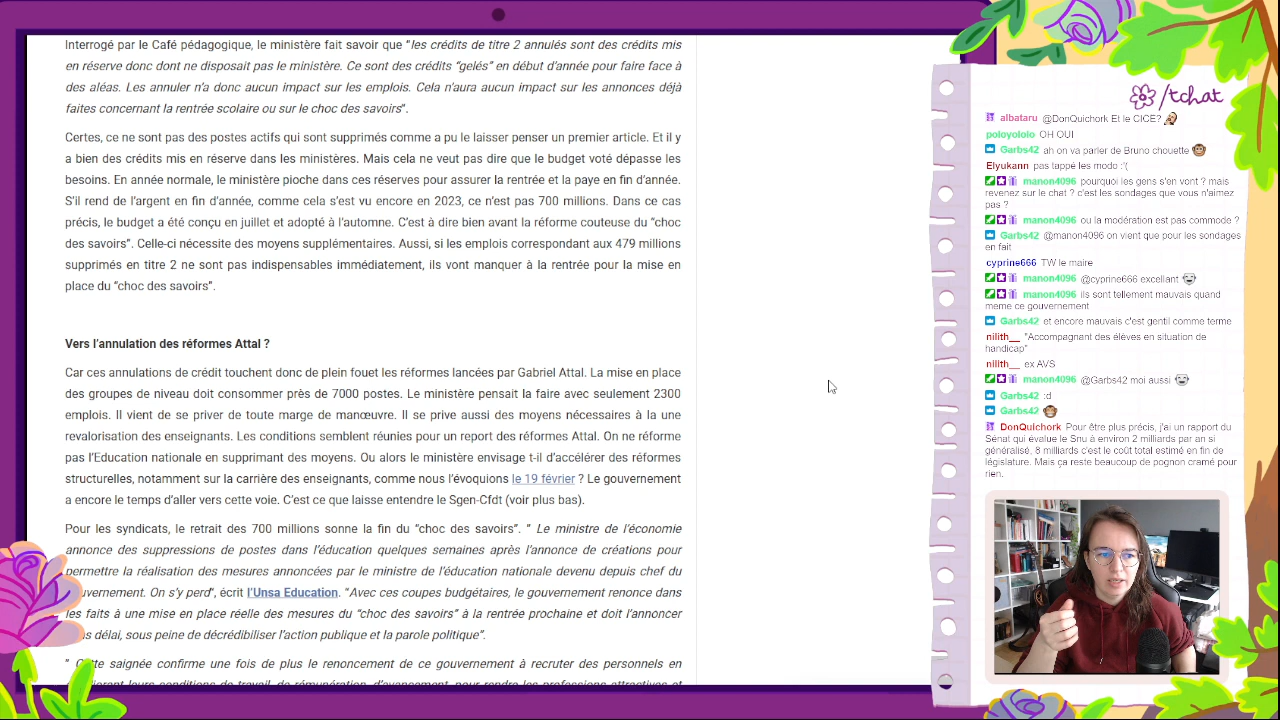 Interrogé par le Café pédagogique, le ministère fait savoir que "les crédits de titre 2 annulés sont des crédits mis
en réserve donc dont ne disposait pas le ministère. Ce sont des crédits "gelés" en début d'année pour faire face à
des aléas. Les annuler n'a donc aucun impact sur les emplois. Cela n'aura aucun impact sur les annonces déjà
faites concernant la rentrée scolaire ou sur le choc des savoirs".
Certes, ce ne sont pas des postes actifs qui sont supprimés comme a pu le laisser penser un premier article. Et il y
a bien des crédits mis en réserve dans les ministères. Mais cela ne veut pas dire que le budget voté dépasse les
besoins. En année normale, le ministère puise dans les réserves pour assurer la rentrée et la paye en fin d'année.
S'il rend de l'argent en fin d'année, comme cela s'est vu encore en 2023, ce n'est pas 700 millions. Dans ce cas
précis, le budget a été conçu en juillet et adopté à l'automne. C'est à dire bien avant la réforme couteuse du "choc
des savoirs". Celle-ci nécessite des moyens supplémentaires. Aussi, si les emplois correspondant aux 479 millions
supprimés en titre 2 ne sont pas indispensables immédiatement, ils vont manquer à la rentrée pour la mise en
place du "choc des savoirs".
Vers l'annulation des réformes Attal ?
Car ces annulations de crédit touchent donc de plein fouet les réformes lancées par Gabriel Attal. La mise en place
des groupes de niveau doit consommer pres de 7000 postes. Le ministère pensait la faire avec seulement 2300
emplois. Il vient de se priver de toute marge de manœuvre. Il se prive aussi des moyens nécessaires à la une
revalorisation des enseignants. Les conditions semblent réunies pour un report des réformes Attal. On ne réforme
pas l'Education nationale en supprimant des moyens. Ou alors le ministère envisage t-il d'accélérer des réformes
structurelles, notamment sur la carrière des enseignants, comme nous l'évoquions le 19 février ? Le gouvernement
a encore le temps d'aller vers cette voie. C'est ce que laisse entendre le Sgen-Cfdt (voir plus bas).
Pour les syndicats, le retrait des 700 millions sonne la fin du "choc des savoirs". " Le ministre de l'économie
annonce des suppressions de postes dans l'éducation quelques semaines après l'annonce de créations pour
permettre la réalisation des mesures annoncées par le ministre de l'éducation nationale devenu depuis chef du
uvernement. On s'y perd", écrit l'Unsa Education. "Avec ces coupes budgétaires, le gouvernement renonce dans
les faits à une mise en place réelle des mesures du "choc des savoirs" à la rentrée prochaine et doit l'annoncer
délai, sous peine de décrédibiliser l'action publique et la parole politique".
" Cette saignée confirme une fois de plus le renoncement de ce gouvernement à recruter des personnels en
/tchat
albataru @DonQuichork Et le CICE?
poloyololo OH OUI
Garbs42 ah on va parler de Bruno chouette
Elyukann pas tappé les modo :'(
manon4096 pourquoi les gens s'en vont ? mais
revenez sur le chat ? c'est les sondages que vous n'aimez
pas ?
manon4096 ou la modération est pas commode ?
Garbs42 @manon4096 on vient que pour les sondages
en fait
cyprine666 TW le maire
manon4096 @cyprine666 excellant
manon4096 ils sont tellement mauvais quand
meme ce gouvernement
Garbs42 et encore mauvais c'est gentil comme terme
nilith__ "Accompagnant des élèves en situation de
handicap"
nilith__ ex AVS
manon4096 @Garbs42 moi aussi
Garbs42 :d
Garbs42
DonQuichork Pour être plus précis, j'ai un rapport du
Sénat qui évalue le Snu à environ 2 milliards par an si
généralisé, 8 milliards c'est le coût total estimé en fin de
législature. Mais ça reste beaucoup de pognon cramé pour
rien.